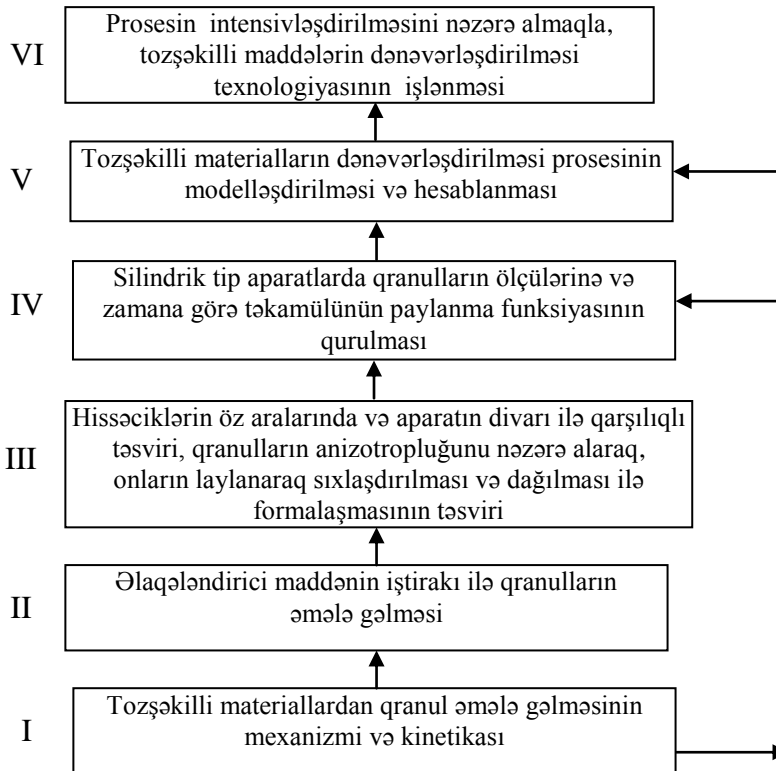 VI
Prosesin intensivləşdirilməsini nəzərə almaqla,
tozşəkilli maddələrin dənəvərləşdirilməsi
texnologiyasının işlənməsi
V
Tozşəkilli materialların dənəvərləşdirilməsi prosesinin
modelləşdirilməsi və hesablanması
IV
Silindrik tip aparatlarda qranulların ölçülərinə və
zamana görə təkamülünün paylanma funksiyasının
qurulması
III
Hissəciklərin öz aralarında və aparatın divarı ilə qarşılıqlı
təsviri, qranulların anizotropluğunu nəzərə alaraq,
onların laylanaraq sıxlaşdırılması və dağılması ilə
formalaşmasının təsviri
II
Əlaqələndirici maddənin iştirakı ilə qranulların
əmələ gəlməsi
I
Tozşəkilli materiallardan qranul əmələ gəlməsinin
mexanizmi və kinetikası